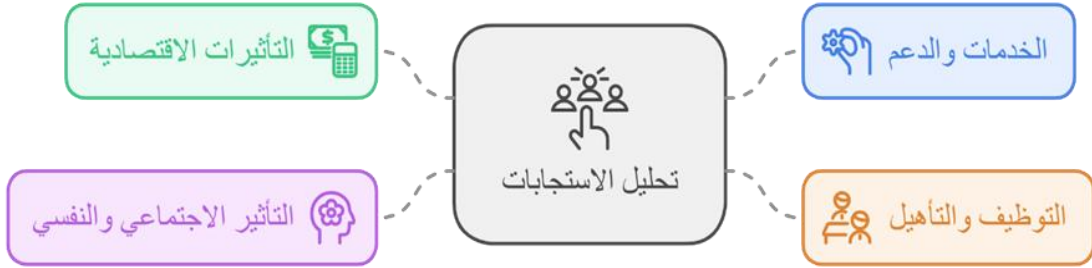 الخدمات والدعم
التأثيرات الاقتصادية
تحليل الاستجابات
التوظيف والتأهيل
التأثير الاجتماعي والنفسي